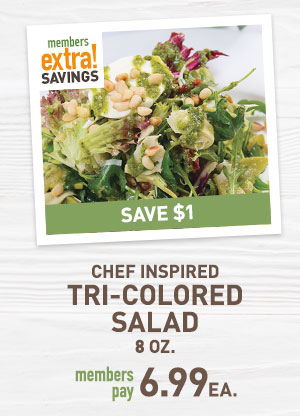 members
extra!
SAVINGS
SAVE $1
CHEF INSPIRED
TRI-COLORED
SALAD
8 OZ.
members
pay 6.99EA.